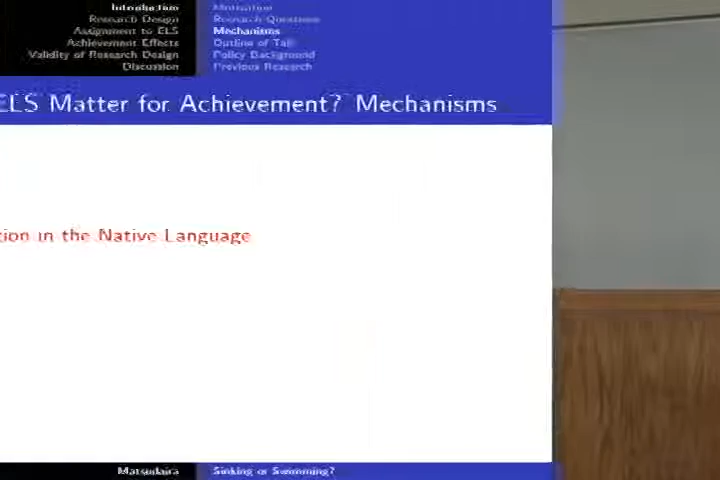 Introduction
Research Design
Assignment to ELS
Achievement Effects
Validity of Research Design
Discussion
Motivation
Research Questions
Mechanisms
Outline of Talk
Policy Background
Previous Research
ELS Matter for Achievement? Mechanisms
tion in the Native Language
Matsudaira
Sinking or Swimming?